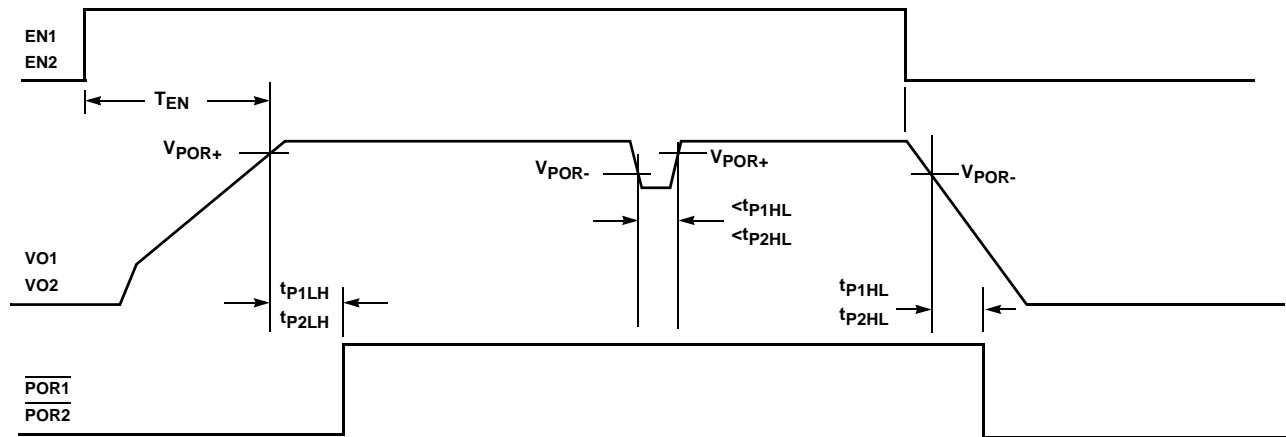 EN1
EN2
TEN
VPOR+
VPOR-
VPOR+
VPOR-
<tP1HL
<tP2HL
VO1
VO2
tP1LH
tP2LH
tP1HL
tP2HL
POR1
POR2